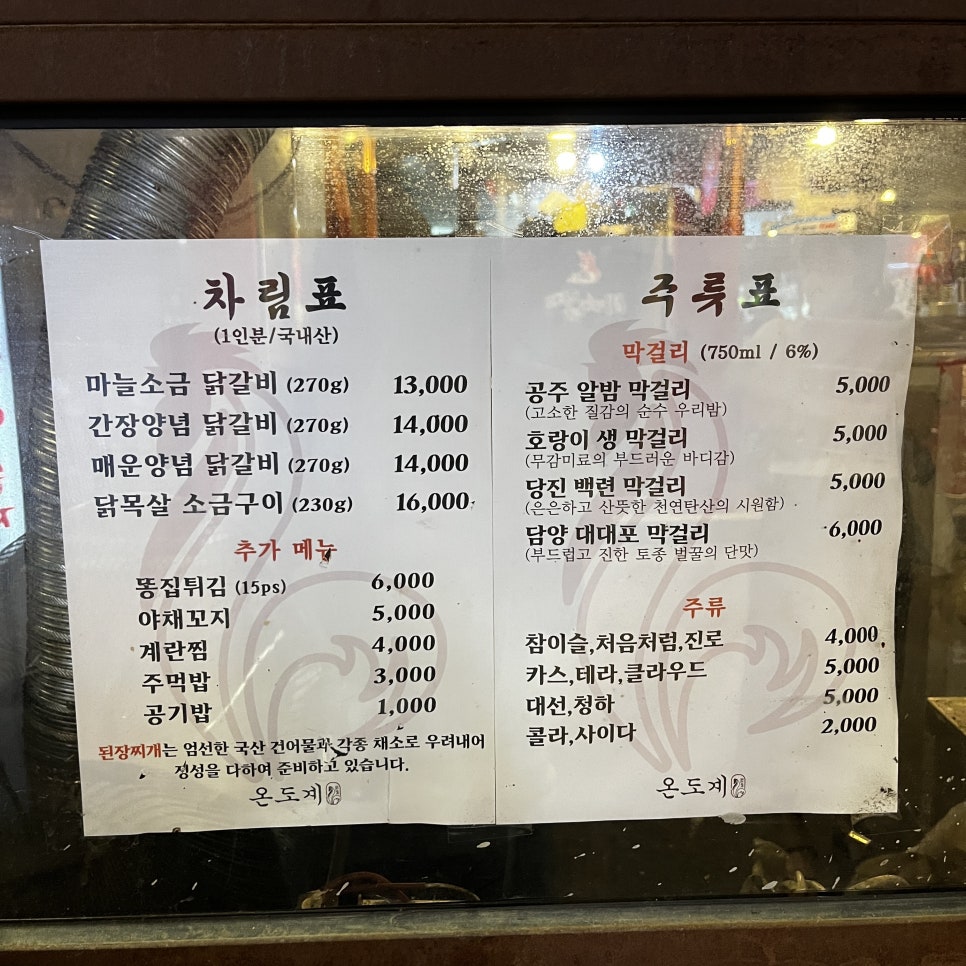 차림표
(1인분/국내산)
마늘소금 닭갈비 (270g) 13,000
간장양념 닭갈비 (270g) 14,000
매운양념 닭갈비 (270g) 14,000
닭목살 소금구이 (230g) 16,000
추가 메뉴
똥집튀김 (15ps) 6,000
야채꼬지 5,000
계란찜 4,000
주먹밥 3,000
공기밥 1,000
된장찌개는 엄선한 국산 건어물과 각종 채소로 우려내어
정성을 다하여 준비하고 있습니다.
온도계
주륫표
막걸리 (750ml / 6%)
공주 알밤 막걸리 5,000
(고소한 질감의 순수 우리밤)
호랑이 생 막걸리 5,000
(무감미료의 부드러운 바디감)
당진 백련 막걸리 5,000
(은은하고 산뜻한 천연탄산의 시원함)
담양 대대포 막걸리 6,000
(부드럽고 진한 토종 벌꿀의 단맛)
주류
참이슬,처음처럼,진로 4,000
카스,테라,클라우드 5,000
대선,청하 5,000
콜라,사이다 2,000
온도계